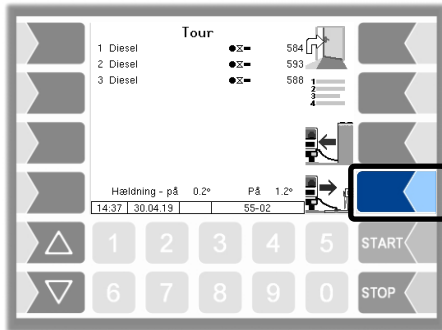 Tour
1 Diesel 584
2 Diesel 593
3 Diesel 588
1
2
3
4
Hældning - på 0.2° På 1.2°
14:37 30.04.19 55-02
1 2 3 4 5 START
6 7 8 9 0 STOP